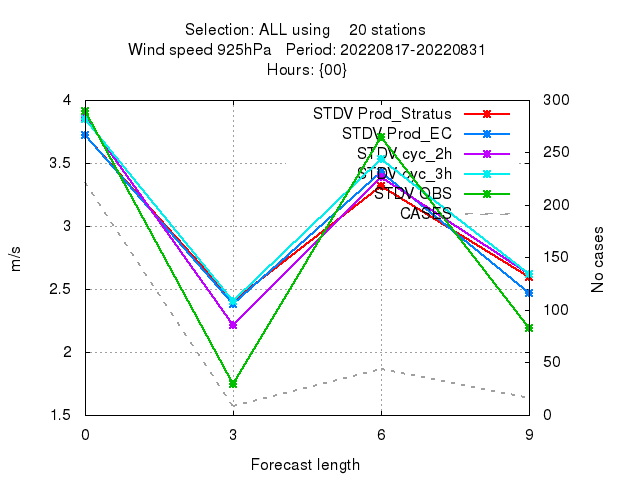 Selection: ALL using 20 stations
Wind speed 925hPa Period: 20220817-20220831
Hours: {00}
4
3.5
3
2.5
2
1.5
300
250
200
150
100
50
0
STDV Prod_Stratus
STDV Prod_EC
STDV cyc_2h
STDV cyc_3h
STDV OBS
CASES
m/s
No cases
0 3 6 9
Forecast length